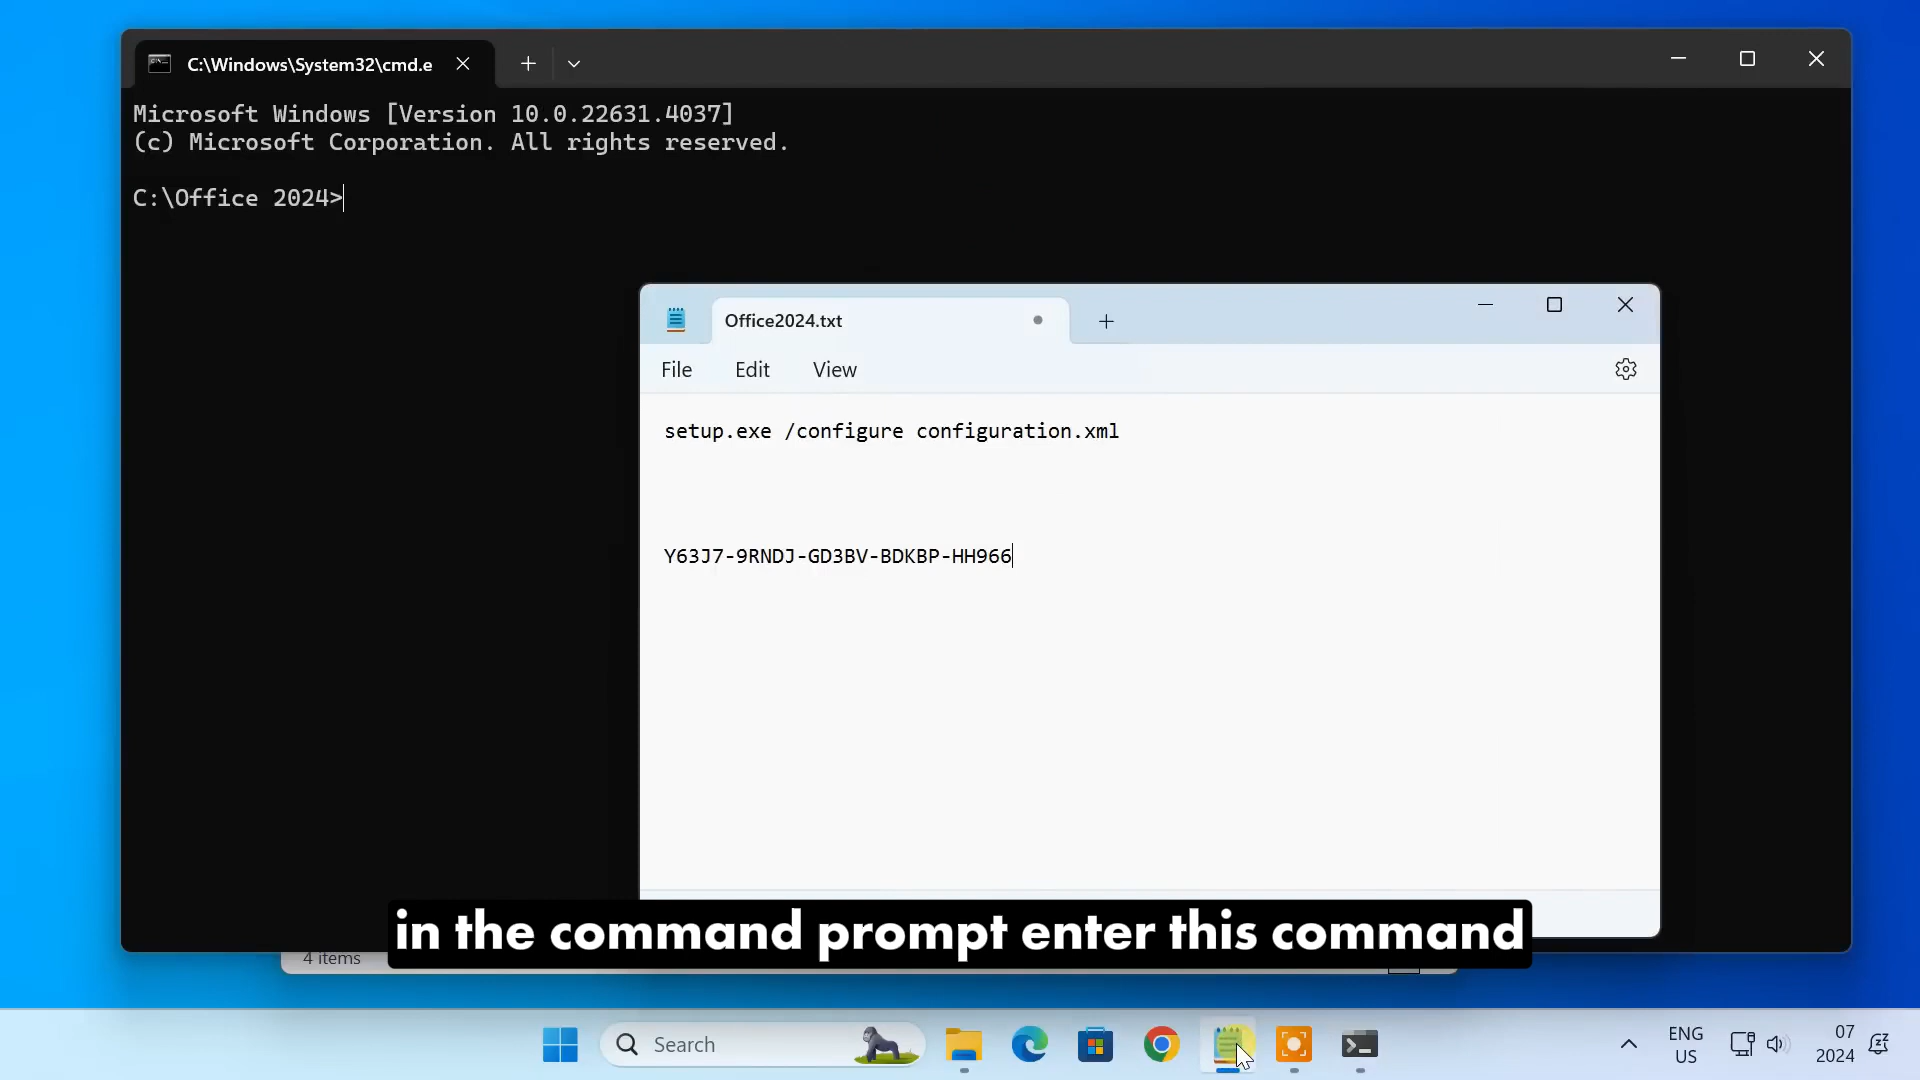 C:\Windows\System32\cmd.e
Microsoft Windows [Version 10.0.22631.4037]
(c) Microsoft Corporation. All rights reserved.
C:\Office 2024>
Office2024.txt
File Edit View
setup.exe /configure configuration.xml
Y63J7-9RNDJ-GD3BV-BDKBP-HH966
in the command prompt enter this command
4 items
Search
ENG
US
07
2024